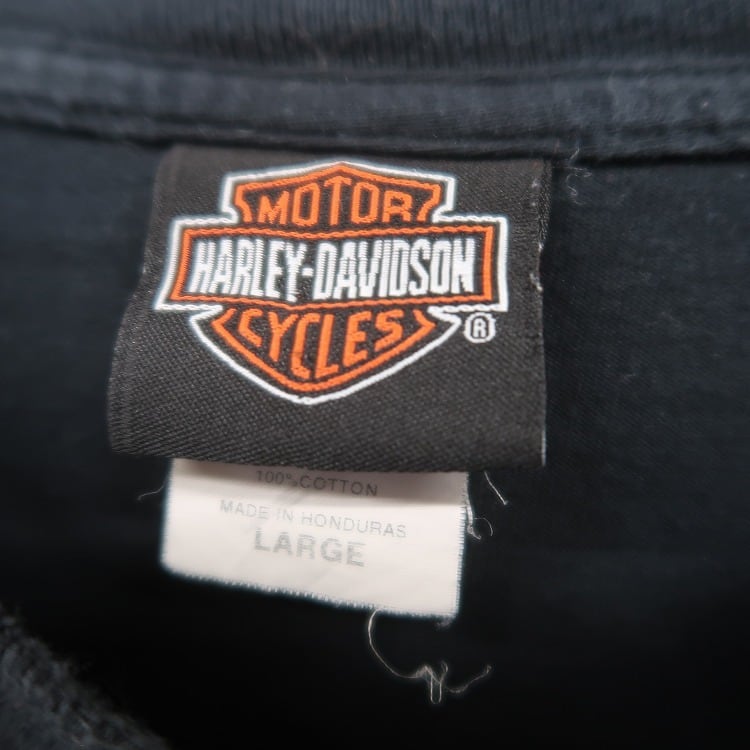 MOTOR
HARLEY-DAVIDSON
CYCLES
®
100% COTTON
MADE IN HONDURAS
LARGE